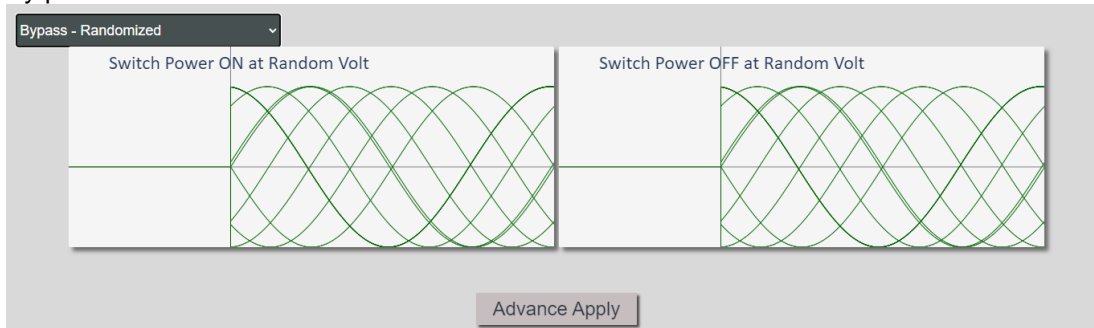 Bypass - Randomized
Switch Power ON at Random Volt
Switch Power OFF at Random Volt
Advance Apply